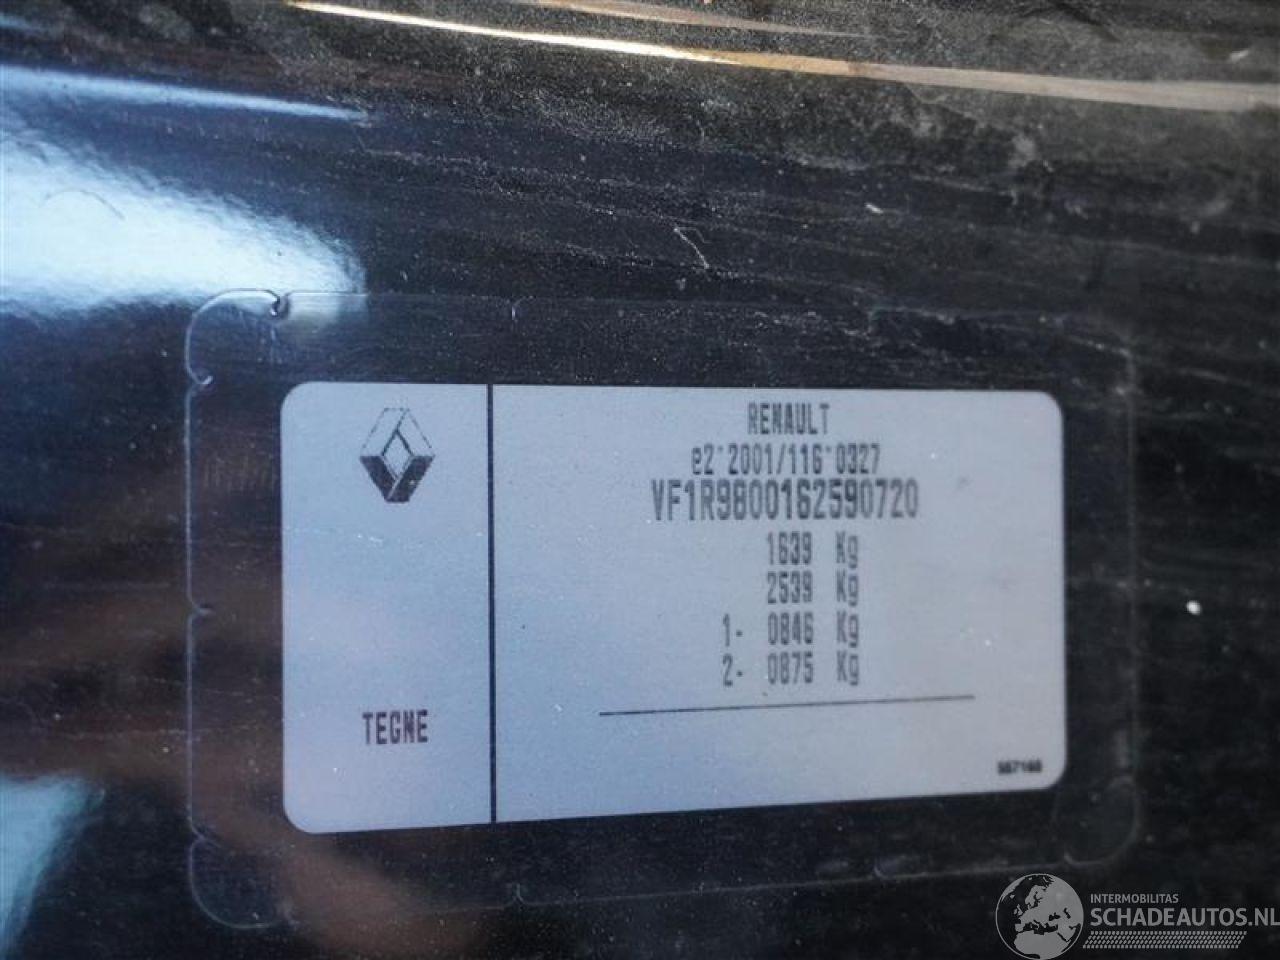 RENAULT
e2*2001/116*0327
VF1R9800162590720
1639 Kg
2539 Kg
1- 0846 Kg
2- 0875 Kg
TEGNE
INTERMOBILITAS
SCHADEAUTOS.NL